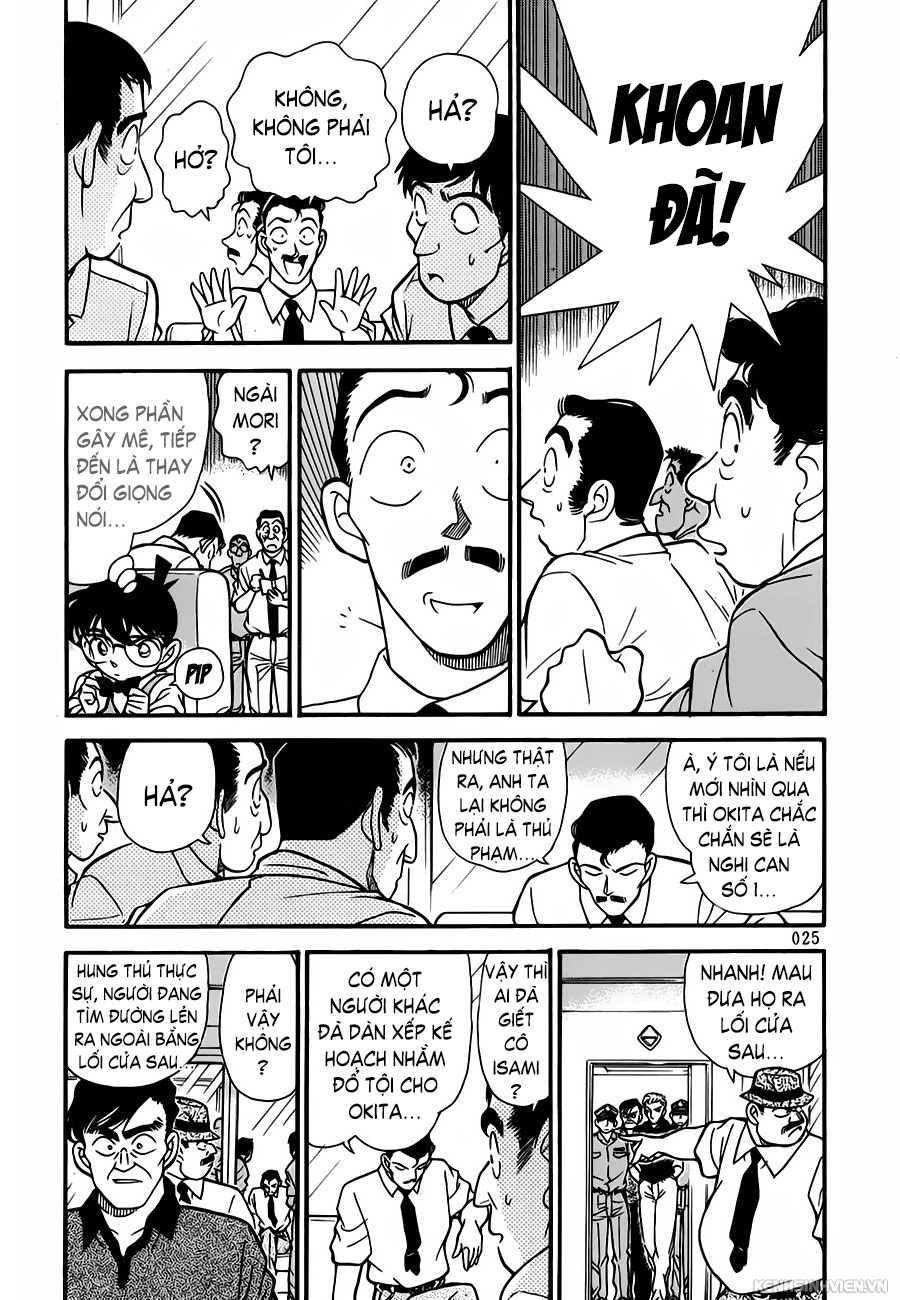 KHOAN
ĐÃ!
HẢ?
KHÔNG,
KHÔNG PHẢI
TÔI...
HỞ?
NGÀI
MORI
?
XONG PHẦN
GÂY MÊ, TIẾP
ĐẾN LÀ THAY
ĐỔI GIỌNG
NÓI...
PIP
À, Ý TÔI LÀ NẾU
MỚI NHÌN QUA
THÌ OKITA CHẮC
CHẮN SẼ LÀ
NGHI CAN
SỐ 1...
NHƯNG THẬT
RA, ANH TA
LẠI KHÔNG
PHẢI LÀ THỦ
PHẠM...
HẢ?
025
NHANH! MAU
ĐƯA HỌ RA
LỐI CỬA
SAU...
VẬY THÌ
AI ĐÃ
GIẾT
CÔ
ISAMI
?
CÓ MỘT
NGƯỜI KHÁC
ĐÃ DÀN XẾP KẾ
HOẠCH NHẰM
ĐỔ TỘI CHO
OKITA...
PHẢI
VẬY
KHÔNG
?
HUNG THỦ THỰC
SỰ, NGƯỜI ĐANG
TÌM ĐƯỜNG LẺN
RA NGOÀI BẰNG
LỐI CỬA SAU...
KENHSINHVIEN.VN